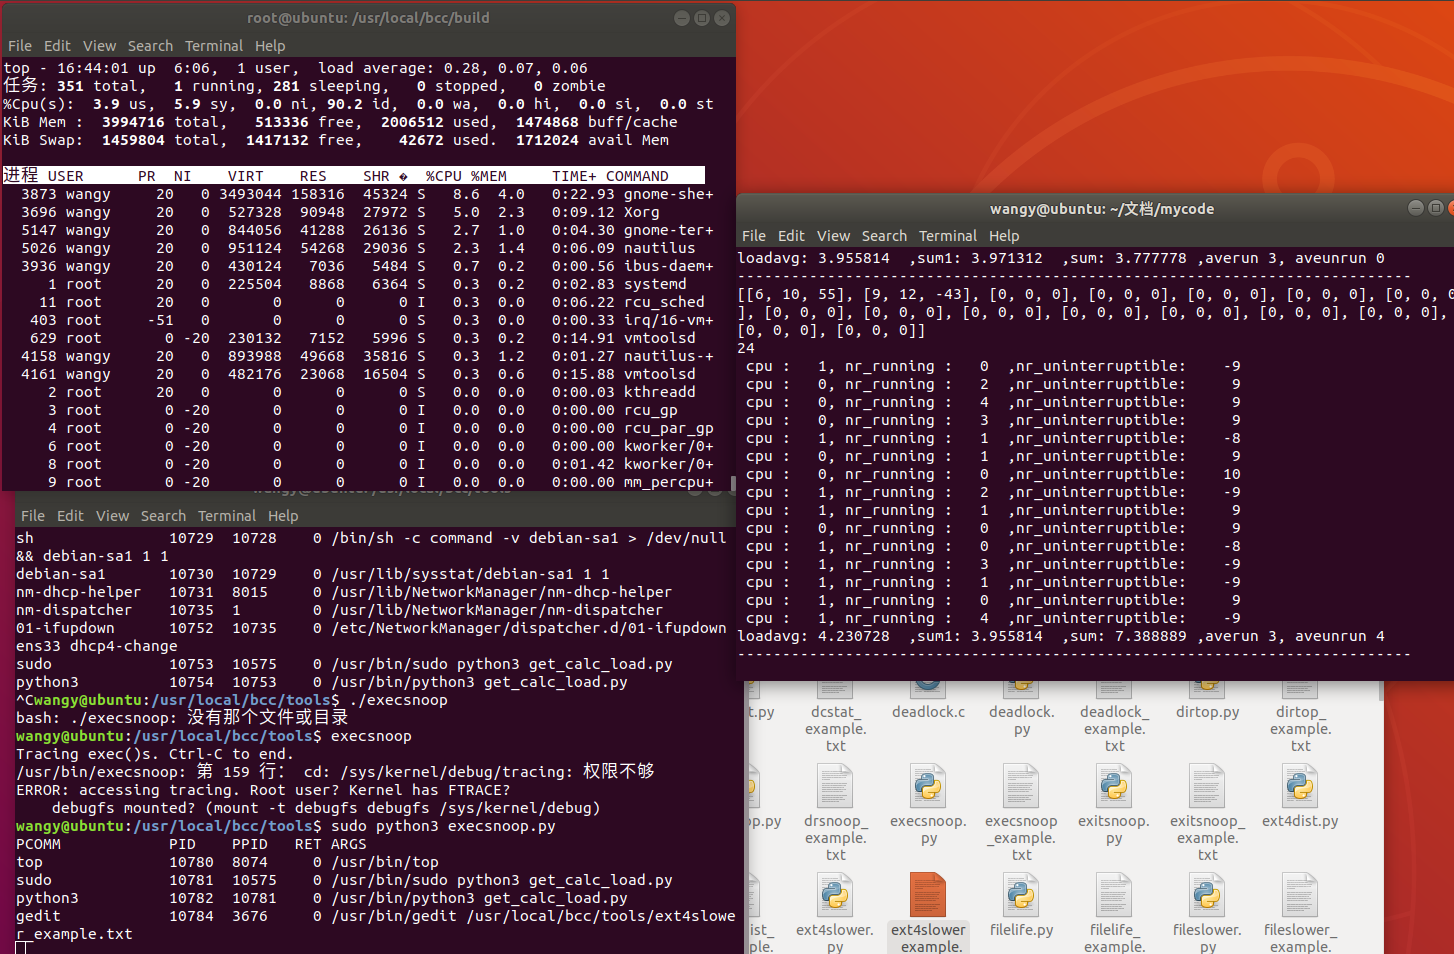 root@ubuntu: /usr/local/bcc/build
File Edit View Search Terminal Help
top - 16:44:01 up  6:06,  1 user,  load average: 0.28, 0.07, 0.06
任务: 351 total,   1 running, 281 sleeping,   0 stopped,   0 zombie
%Cpu(s):  3.9 us,  5.9 sy,  0.0 ni, 90.2 id,  0.0 wa,  0.0 hi,  0.0 si,  0.0 st
KiB Mem :  3994716 total,   513336 free,  2006512 used,  1474868 buff/cache
KiB Swap:  1459804 total,  1417132 free,    42672 used.  1712024 avail Mem
进程 USER      PR  NI    VIRT    RES    SHR �  %CPU %MEM     TIME+ COMMAND
3873 wangy     20   0 3493044 158316  45324 S   8.6  4.0   0:22.93 gnome-she+
3696 wangy     20   0  527328  90948  27972 S   5.0  2.3   0:09.12 Xorg
5147 wangy     20   0  844056  41288  26136 S   2.7  1.0   0:04.30 gnome-ter+
5026 wangy     20   0  951124  54268  29036 S   2.3  1.4   0:06.09 nautilus
3936 wangy     20   0  430124   7036   5484 S   0.7  0.2   0:00.56 ibus-daem+
1 root      20   0  225504   8868   6364 S   0.3  0.2   0:02.83 systemd
11 root      20   0       0      0      0 I   0.3  0.0   0:06.22 rcu_sched
403 root     -51   0       0      0      0 S   0.3  0.0   0:00.33 irq/16-vm+
629 root       0 -20  230132   7152   5996 S   0.3  0.2   0:14.91 vmtoolsd
4158 wangy     20   0  893988  49668  35816 S   0.3  1.2   0:01.27 nautilus-+
4161 wangy     20   0  482176  23068  16504 S   0.3  0.6   0:15.88 vmtoolsd
2 root      20   0       0      0      0 S   0.0  0.0   0:00.03 kthreadd
3 root       0 -20       0      0      0 I   0.0  0.0   0:00.00 rcu_gp
4 root       0 -20       0      0      0 I   0.0  0.0   0:00.00 rcu_par_gp
6 root       0 -20       0      0      0 I   0.0  0.0   0:00.00 kworker/0+
8 root       0 -20       0      0      0 I   0.0  0.0   0:01.42 kworker/0+
9 root       0 -20       0      0      0 I   0.0  0.0   0:00.00 mm_percpu+
File Edit View Search Terminal Help
sh               10729  10728    0 /bin/sh -c command -v debian-sa1 > /dev/null
&& debian-sa1 1 1
debian-sa1       10730  10729    0 /usr/lib/sysstat/debian-sa1 1 1
nm-dhcp-helper   10731  8015     0 /usr/lib/NetworkManager/nm-dhcp-helper
nm-dispatcher    10735  1        0 /usr/lib/NetworkManager/nm-dispatcher
01-ifupdown      10752  10735    0 /etc/NetworkManager/dispatcher.d/01-ifupdown
ens33 dhcp4-change
sudo             10753  10575    0 /usr/bin/sudo python3 get_calc_load.py
python3          10754  10753    0 /usr/bin/python3 get_calc_load.py
^Cwangy@ubuntu:/usr/local/bcc/tools$ ./execsnoop
bash: ./execsnoop: 没有那个文件或目录
wangy@ubuntu:/usr/local/bcc/tools$ execsnoop
Tracing exec()s. Ctrl-C to end.
/usr/bin/execsnoop: 第 159 行： cd: /sys/kernel/debug/tracing: 权限不够
ERROR: accessing tracing. Root user? Kernel has FTRACE?
debugfs mounted? (mount -t debugfs debugfs /sys/kernel/debug)
wangy@ubuntu:/usr/local/bcc/tools$ sudo python3 execsnoop.py
PCOMM            PID    PPID   RET ARGS
top              10780  8074     0 /usr/bin/top
sudo             10781  10575    0 /usr/bin/sudo python3 get_calc_load.py
python3          10782  10781    0 /usr/bin/python3 get_calc_load.py
gedit            10784  3676     0 /usr/bin/gedit /usr/local/bcc/tools/ext4slowe
r_example.txt
wangy@ubuntu: ~/文档/mycode
File Edit View Search Terminal Help
loadavg: 3.955814  ,sum1: 3.971312  ,sum: 3.777778 ,averun 3, aveunrun 0
---------------------------------------------------------------------------
[[6, 10, 55], [9, 12, -43], [0, 0, 0], [0, 0, 0], [0, 0, 0], [0, 0, 0], [0, 0, 0
], [0, 0, 0], [0, 0, 0], [0, 0, 0], [0, 0, 0], [0, 0, 0], [0, 0, 0], [0, 0, 0],
[0, 0, 0], [0, 0, 0]]
24
cpu :   1, nr_running :   0  ,nr_uninterruptible:    -9
cpu :   0, nr_running :   2  ,nr_uninterruptible:     9
cpu :   0, nr_running :   4  ,nr_uninterruptible:     9
cpu :   0, nr_running :   3  ,nr_uninterruptible:     9
cpu :   1, nr_running :   1  ,nr_uninterruptible:    -8
cpu :   0, nr_running :   1  ,nr_uninterruptible:     9
cpu :   0, nr_running :   0  ,nr_uninterruptible:    10
cpu :   1, nr_running :   2  ,nr_uninterruptible:    -9
cpu :   1, nr_running :   1  ,nr_uninterruptible:     9
cpu :   0, nr_running :   0  ,nr_uninterruptible:     9
cpu :   1, nr_running :   0  ,nr_uninterruptible:    -8
cpu :   1, nr_running :   3  ,nr_uninterruptible:    -9
cpu :   1, nr_running :   1  ,nr_uninterruptible:    -9
cpu :   1, nr_running :   0  ,nr_uninterruptible:     9
cpu :   1, nr_running :   4  ,nr_uninterruptible:    -9
loadavg: 4.230728  ,sum1: 3.955814  ,sum: 7.388889 ,averun 3, aveunrun 4
---------------------------------------------------------------------------
t.py dcstat_ deadlock.c deadlock. deadlock_ dirtop.py dirtop_
example. py example. example.
txt txt txt
op.py drsnoop_ execsnoop. execsnoop exitsnoop. exitsnoop_ ext4dist.py
example. py _example. py example.
txt txt txt
ist_ ext4slower. ext4slower filelife.py filelife_ fileslower. fileslower_
ple. py example. example. py example.